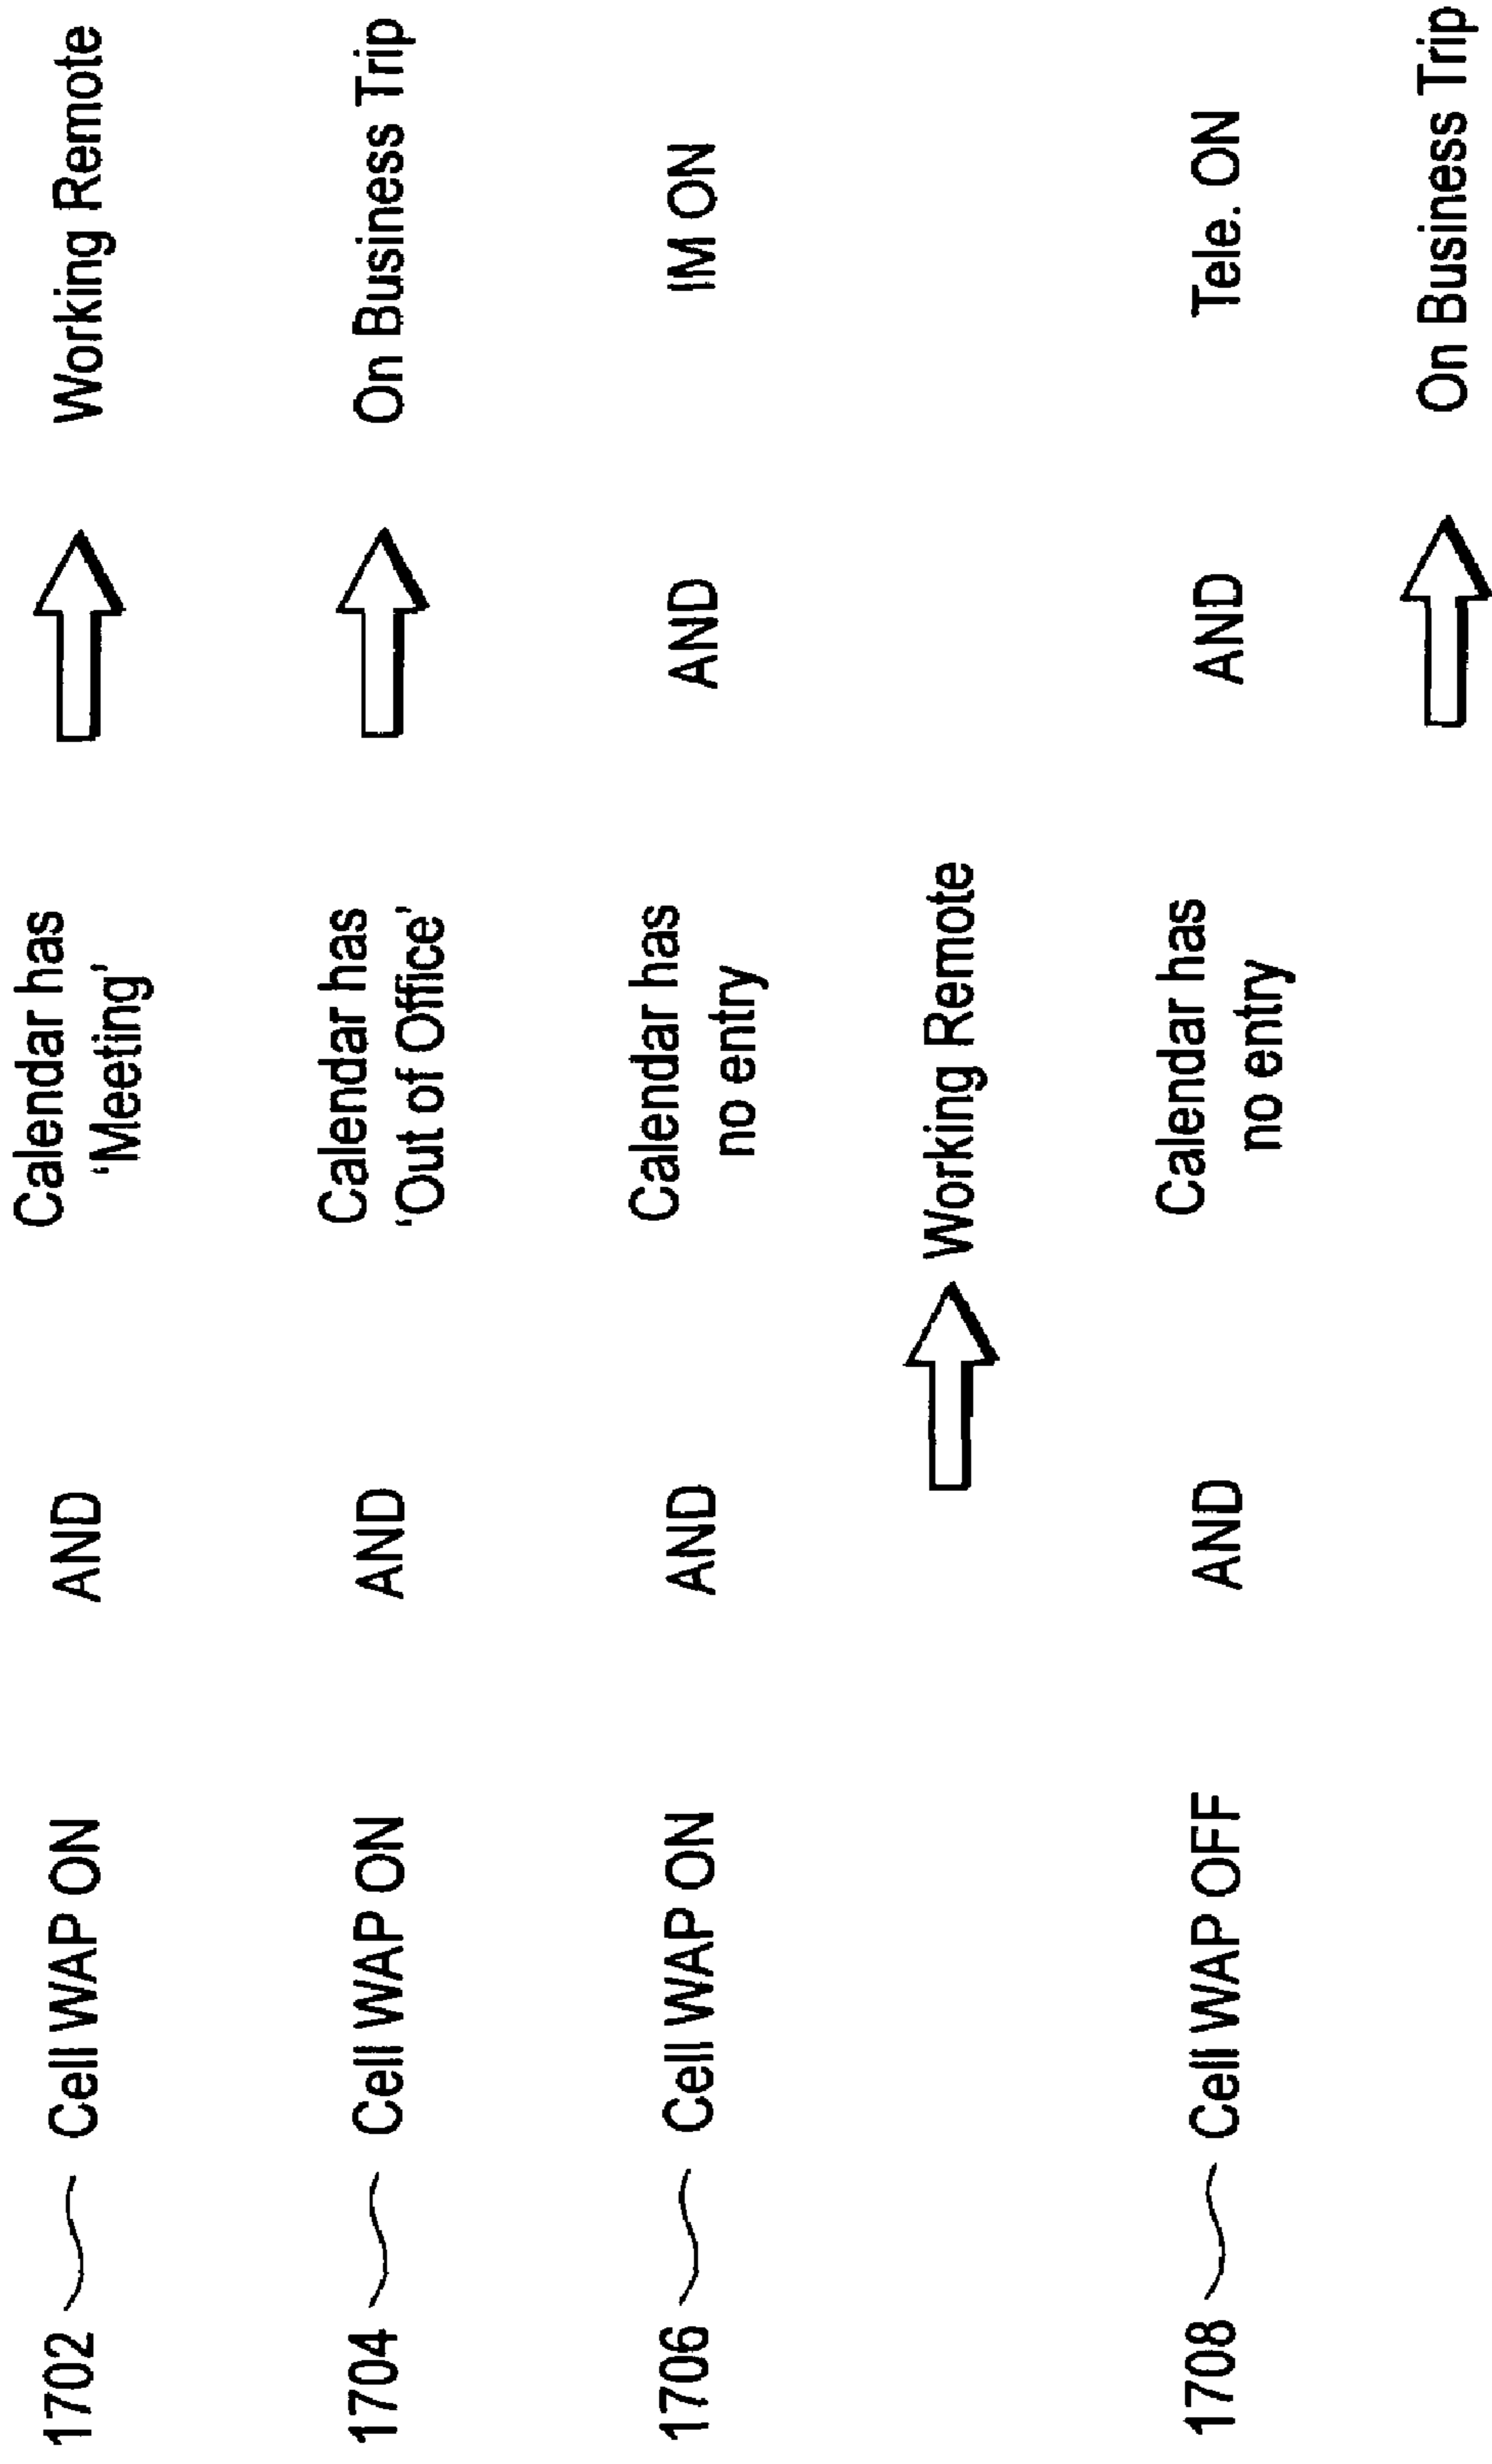 1702 Cell WAP ON AND Calendar has 'Meeting' Working Remote
1704 Cell WAP ON AND Calendar has 'Out of Office' On Business Trip
1706 Cell WAP ON AND Calendar has no entry AND IM ON
Working Remote
1708 Cell WAP OFF AND Calendar has no entry AND Tele. ON
On Business Trip